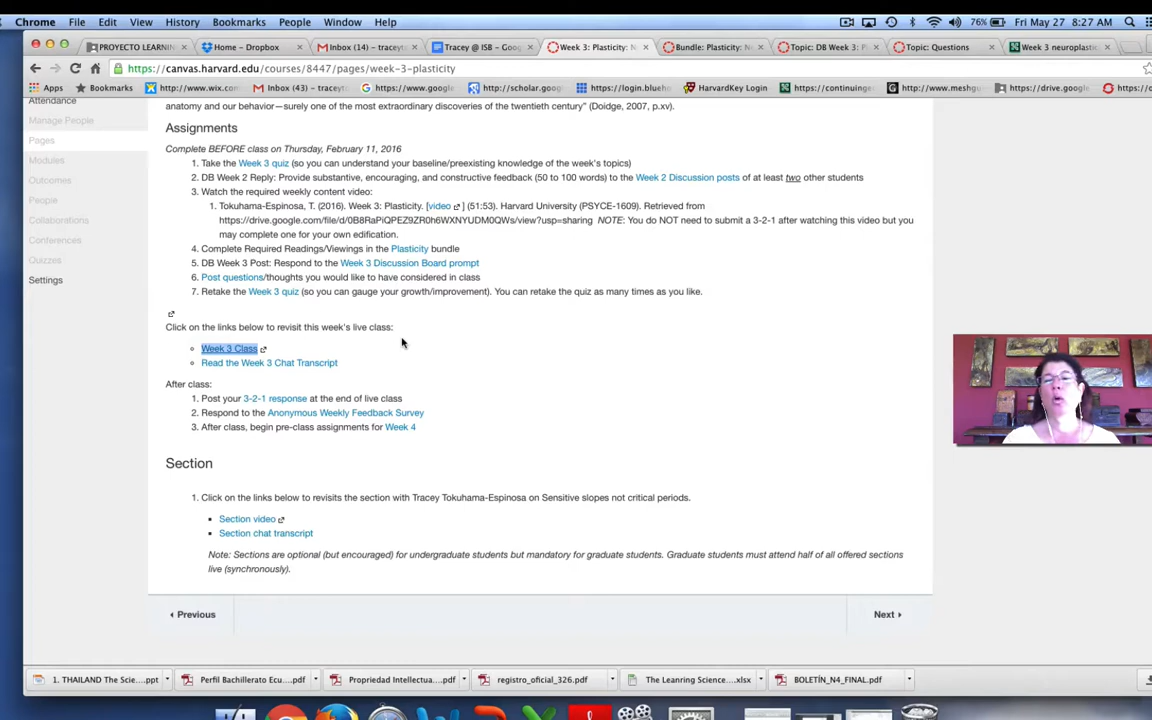 Chrome File Edit View History Bookmarks People Window Help 76% Fri May 27 8:27 AM
PROYECTO LEARNIN Home - Dropbox Inbox (14) - traceyt Tracey @ ISB - Goog Week 3: Plasticity: N Bundle: Plasticity: No Topic: DB Week 3: P Topic: Questions Week 3 neuroplastic
https://canvas.harvard.edu/courses/8447/pages/week-3-plasticity
Apps Bookmarks http://www.wix.co Inbox (43) - traceyt https://www.google http://scholar.goog https://login.blueho HarvardKey Login https://continuinge http://www.meshgu https://drive.google https://
Attendance
anatomy and our behavior—surely one of the most extraordinary discoveries of the twentieth century" (Doidge, 2007, p.xv).
Manage People
Pages
Modules
Outcomes
Grades
People
Collaborations
Conferences
Quizzes
Settings
Assignments
Complete BEFORE class on Thursday, February 11, 2016
1. Take the Week 3 quiz (so you can understand your baseline/preexisting knowledge of the week's topics)
2. DB Week 2 Reply: Provide substantive, encouraging, and constructive feedback (50 to 100 words) to the Week 2 Discussion posts of at least two other students
3. Watch the required weekly content video:
1. Tokuhama-Espinosa, T. (2016). Week 3: Plasticity. [video ] (51:53). Harvard University (PSYCE-1609). Retrieved from
https://drive.google.com/file/d/0B8RaPiQPEZ9ZR0h6WXNYUDM0QWs/view?usp=sharing NOTE: You do NOT need to submit a 3-2-1 after watching this video but you
may complete one for your own edification.
4. Complete Required Readings/Viewings in the Plasticity bundle
5. DB Week 3 Post: Respond to the Week 3 Discussion Board prompt
6. Post questions/thoughts you would like to have considered in class
7. Retake the Week 3 quiz (so you can gauge your growth/improvement). You can retake the quiz as many times as you like.
Click on the links below to revisit this week's live class:
Week 3 Class
Read the Week 3 Chat Transcript
After class:
1. Post your 3-2-1 response at the end of live class
2. Respond to the Anonymous Weekly Feedback Survey
3. After class, begin pre-class assignments for Week 4
Section
1. Click on the links below to revisits the section with Tracey Tokuhama-Espinosa on Sensitive slopes not critical periods.
Section video
Section chat transcript
Note: Sections are optional (but encouraged) for undergraduate students but mandatory for graduate students. Graduate students must attend half of all offered sections
live (synchronously).
Previous Next
1. THAILAND The Scie....ppt Perfil Bachillerato Ecu....pdf Propriedad Intellectua....pdf registro_oficial_326.pdf The Leanring Science....xlsx BOLETÍN_N4_FINAL.pdf